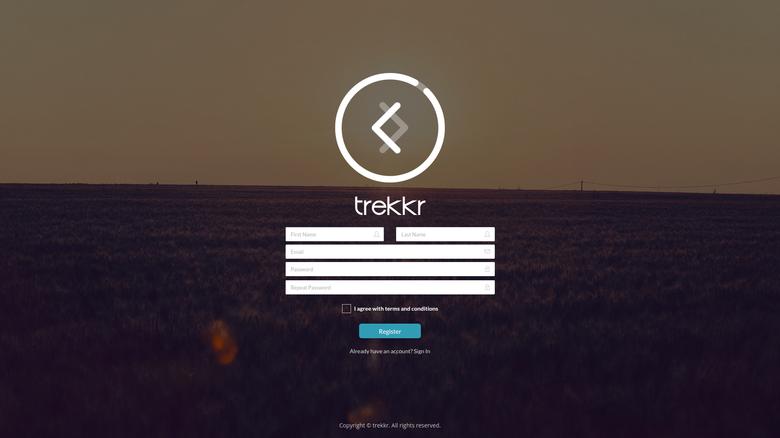 trekkr
First Name
Last Name
Email
Password
Repeat Password
I agree with terms and conditions
Register
Already have an account? Sign In
Copyright © trekkr. All rights reserved.